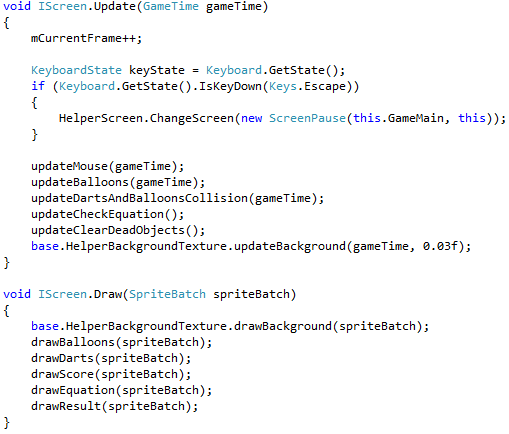 void IScreen.Update(GameTime gameTime)
{
    mCurrentFrame++;

    KeyboardState keyState = Keyboard.GetState();
    if (Keyboard.GetState().IsKeyDown(Keys.Escape))
    {
        HelperScreen.ChangeScreen(new ScreenPause(this.GameMain, this));
    }

    updateMouse(gameTime);
    updateBalloons(gameTime);
    updateDartsAndBalloonsCollision(gameTime);
    updateCheckEquation();
    updateClearDeadObjects();
    base.HelperBackgroundTexture.updateBackground(gameTime, 0.03f);
}

void IScreen.Draw(SpriteBatch spriteBatch)
{
    base.HelperBackgroundTexture.drawBackground(spriteBatch);
    drawBalloons(spriteBatch);
    drawDarts(spriteBatch);
    drawScore(spriteBatch);
    drawEquation(spriteBatch);
    drawResult(spriteBatch);
}